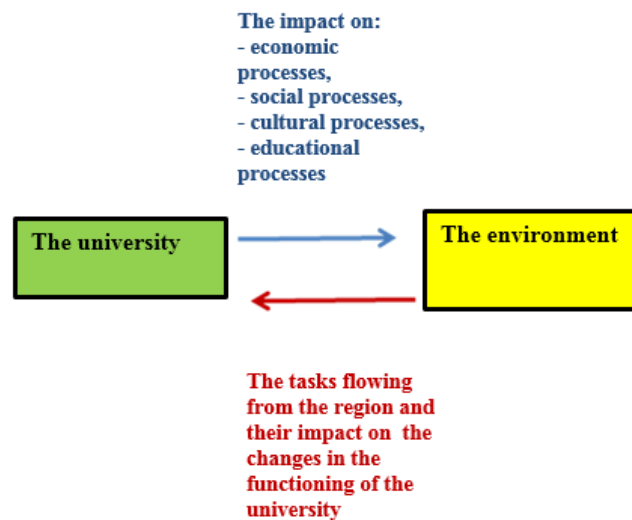 The impact on:
- economic
processes,
- social processes,
- cultural processes,
- educational
processes
The university
The environment
The tasks flowing
from the region and
their impact on the
changes in the
functioning of the
university